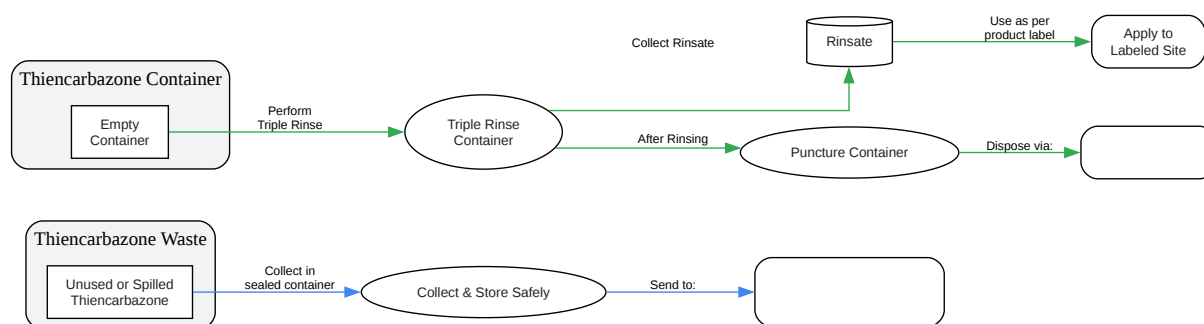 Thiencarbazone Container
Empty
Container
Perform
Triple Rinse
Triple Rinse
Container
Collect Rinsate
Rinsate
Use as per
product label
Apply to
Labeled Site
After Rinsing
Puncture Container
Dispose via:
Thiencarbazone Waste
Unused or Spilled
Thiencarbazone
Collect in
sealed container
Collect & Store Safely
Send to: